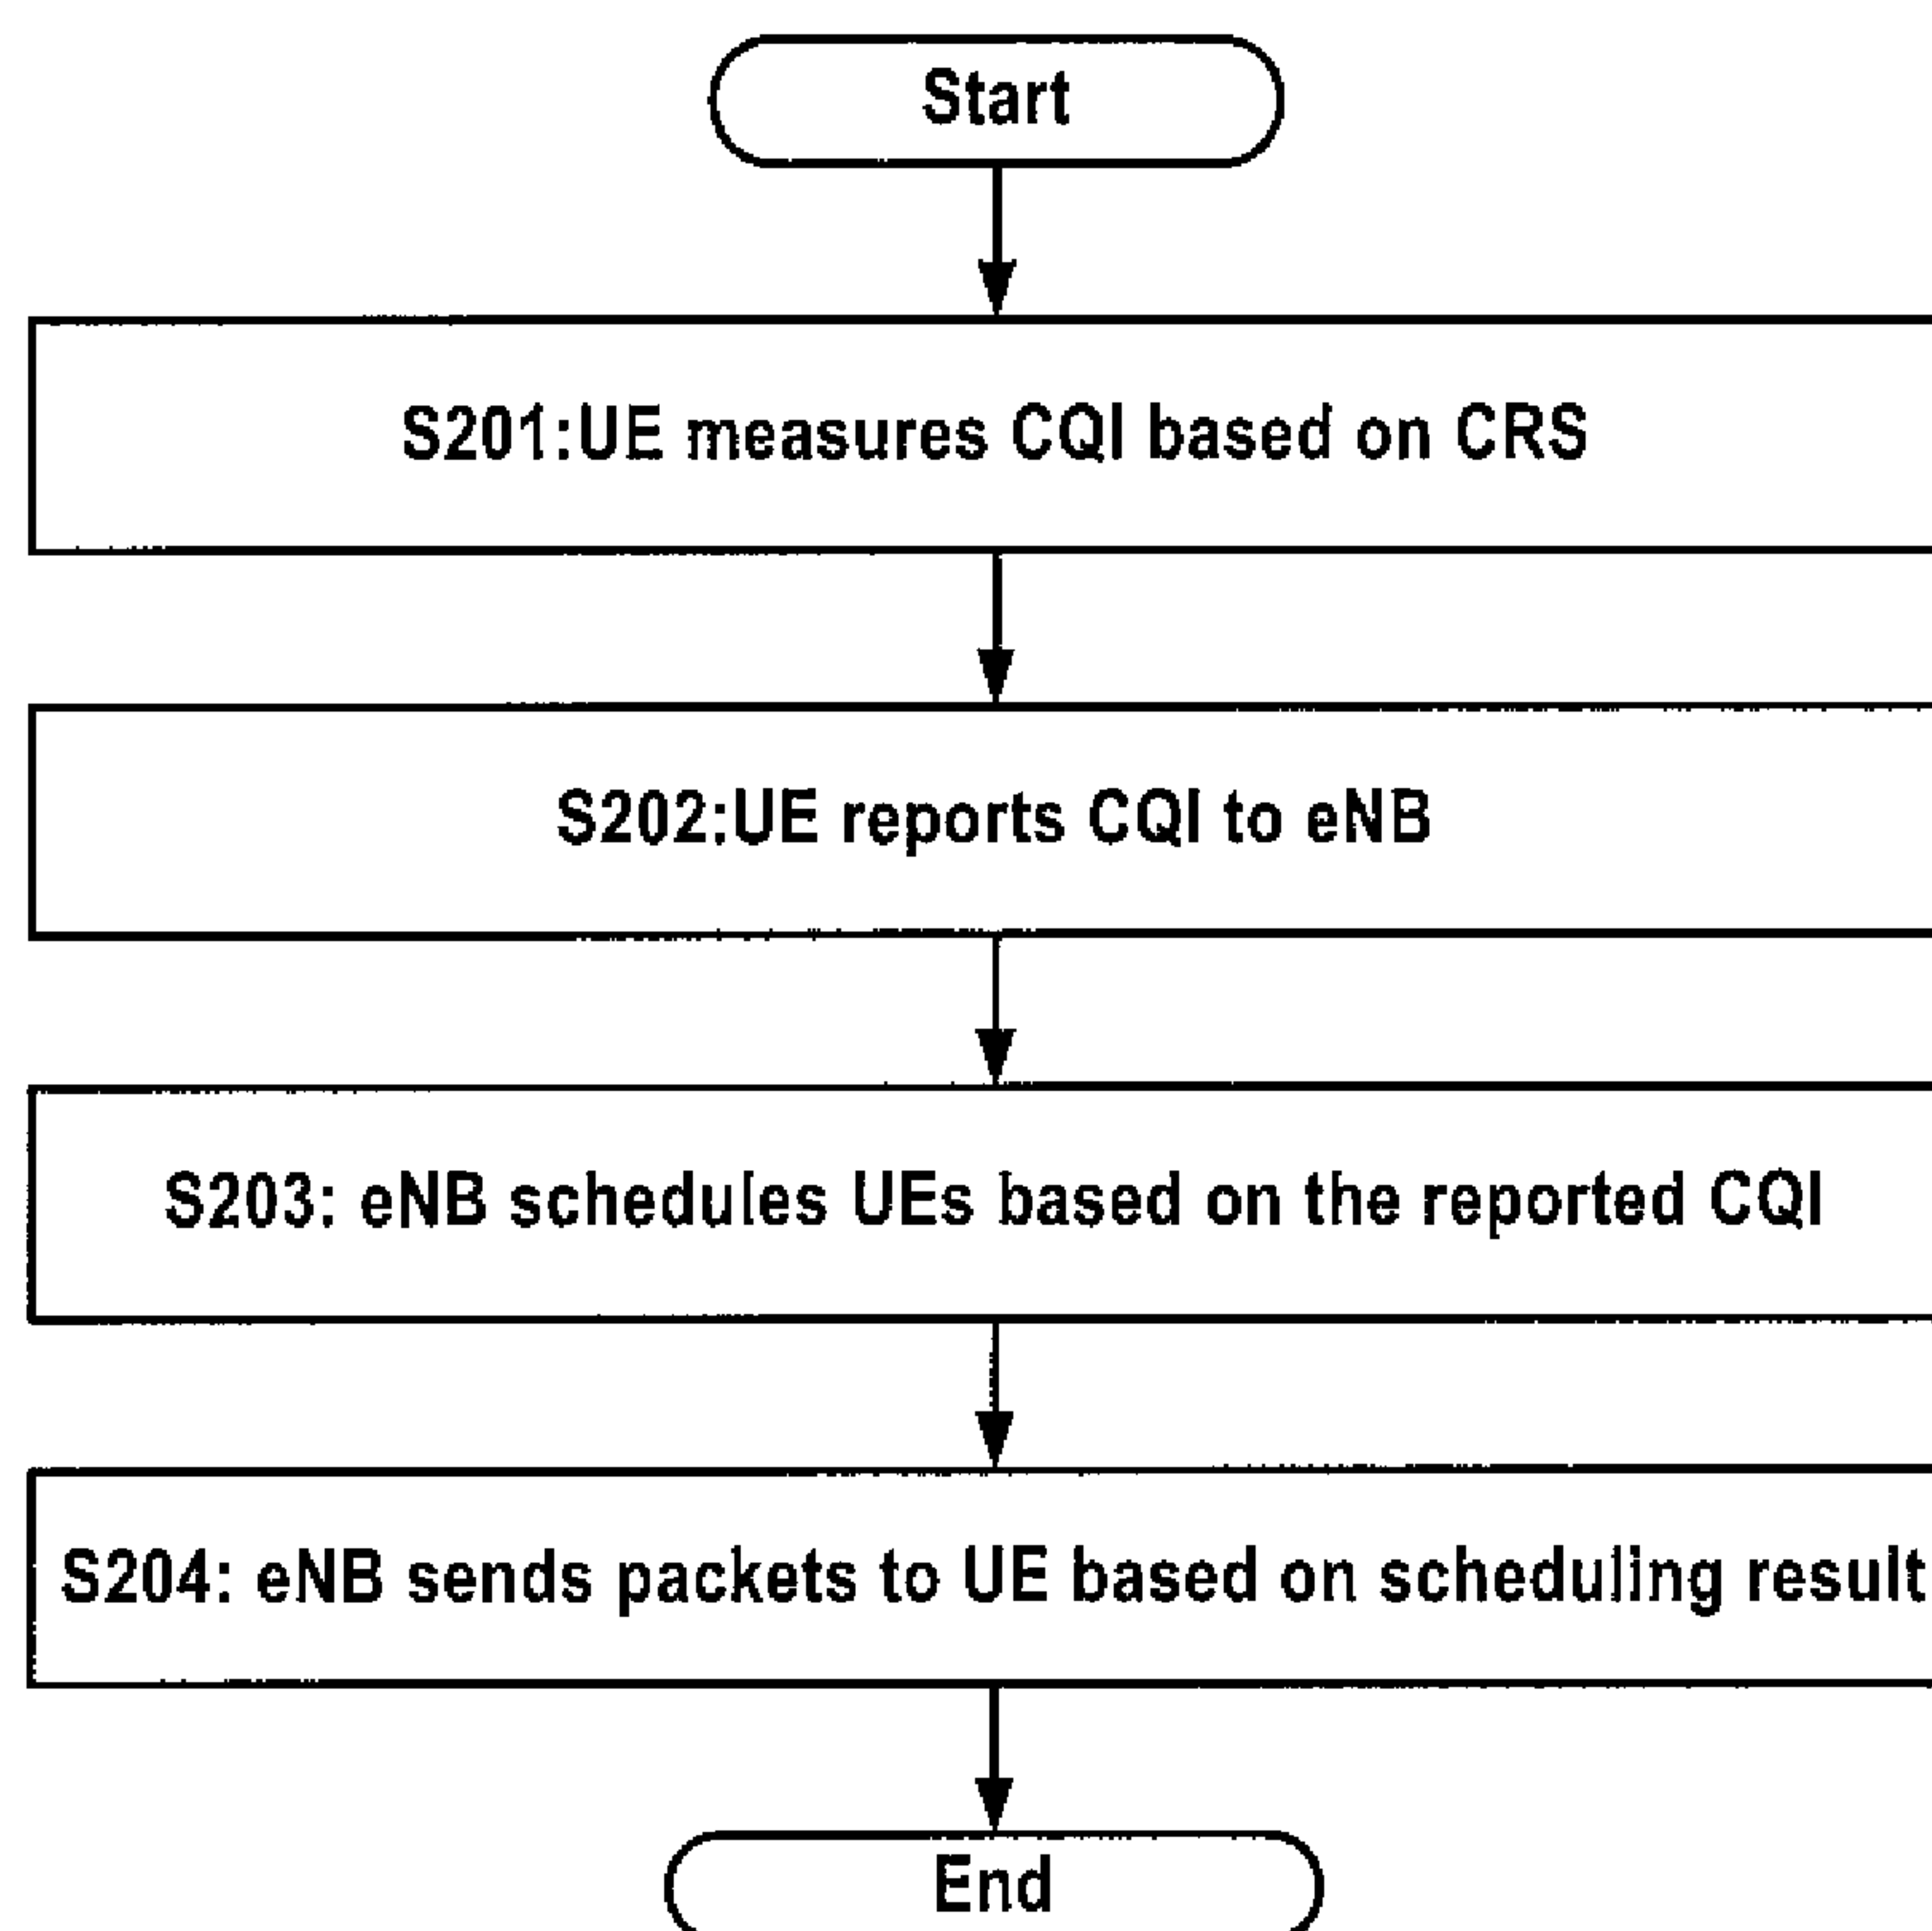 Start
S201:UE measures CQI based on CRS
S202:UE reports CQI to eNB
S203: eNB schedules UEs based on the reported CQI
S204: eNB sends packets to UE based on scheduling result
End